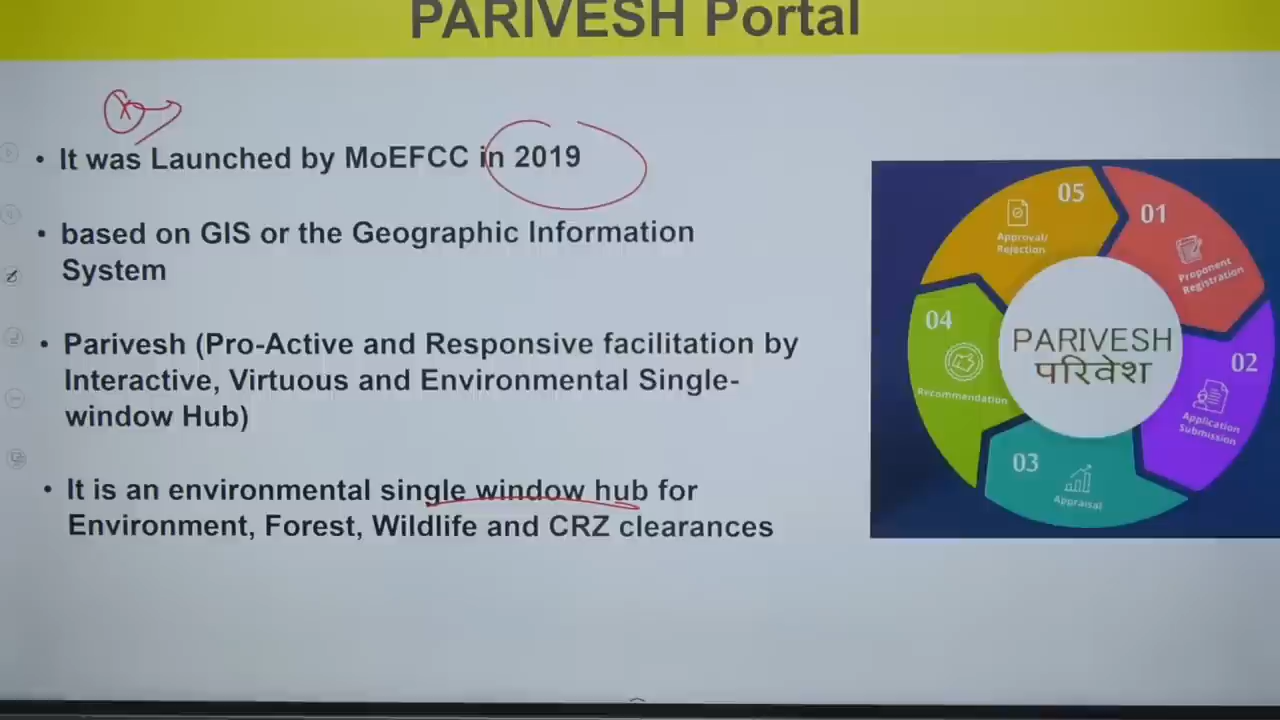 PARIVESH Portal
• It was Launched by MoEFCC in 2019
• based on GIS or the Geographic Information
System
• Parivesh (Pro-Active and Responsive facilitation by
Interactive, Virtuous and Environmental Single-
window Hub)
• It is an environmental single window hub for
Environment, Forest, Wildlife and CRZ clearances
01
Proponent
Registration
02
Application
Submission
03
Appraisal
04
Recommendation
05
Approval/
Rejection
PARIVESH
परिवेश